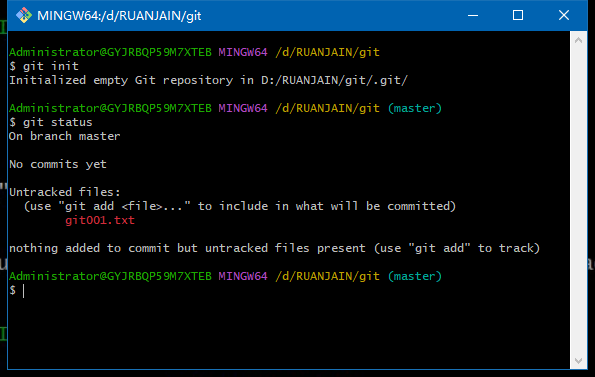 MINGW64:/d/RUANJAIN/git
Administrator@GYJRBQP59M7XTEB MINGW64 /d/RUANJAIN/git
$ git init
Initialized empty Git repository in D:/RUANJAIN/git/.git/
Administrator@GYJRBQP59M7XTEB MINGW64 /d/RUANJAIN/git (master)
$ git status
On branch master
No commits yet
Untracked files:
(use "git add <file>..." to include in what will be committed)
git001.txt
nothing added to commit but untracked files present (use "git add" to track)
Administrator@GYJRBQP59M7XTEB MINGW64 /d/RUANJAIN/git (master)
$